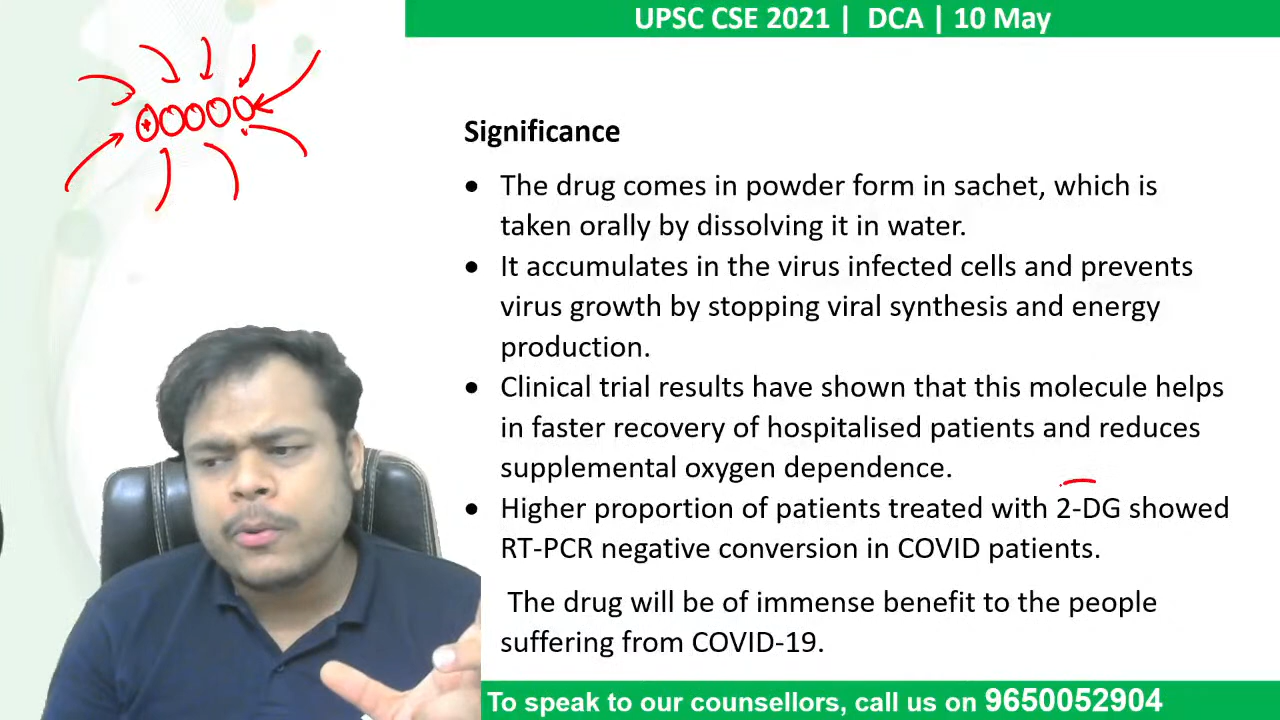 UPSC CSE 2021 | DCA | 10 May
Significance
• The drug comes in powder form in sachet, which is
taken orally by dissolving it in water.
• It accumulates in the virus infected cells and prevents
virus growth by stopping viral synthesis and energy
production.
• Clinical trial results have shown that this molecule helps
in faster recovery of hospitalised patients and reduces
supplemental oxygen dependence.
• Higher proportion of patients treated with 2-DG showed
RT-PCR negative conversion in COVID patients.
The drug will be of immense benefit to the people
suffering from COVID-19.
To speak to our counsellors, call us on 9650052904